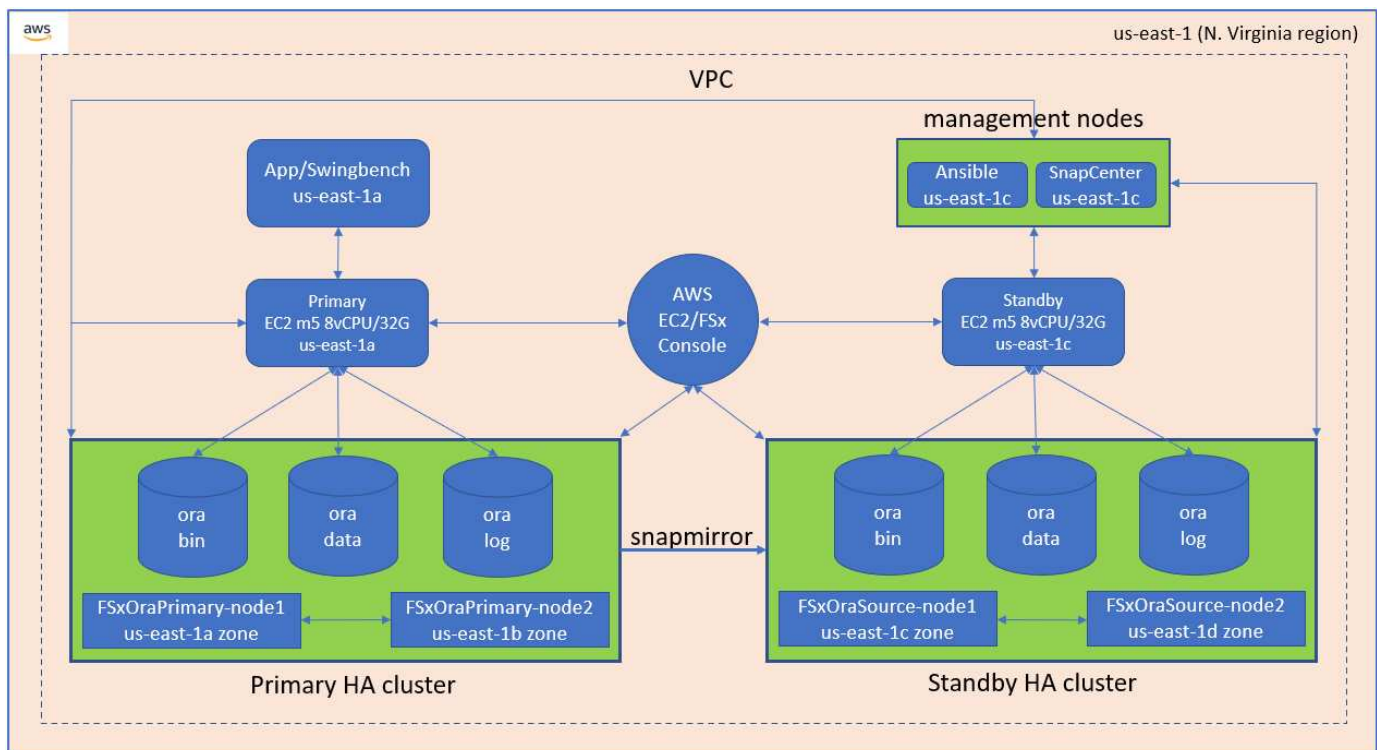 aws
us-east-1 (N. Virginia region)
VPC
management nodes
App/Swingbench
us-east-1a
Ansible
us-east-1c
SnapCenter
us-east-1c
Primary
EC2 m5 8vCPU/32G
us-east-1a
AWS
EC2/FSx
Console
Standby
EC2 m5 8vCPU/32G
us-east-1c
ora
bin
ora
data
ora
log
snapmirror
ora
bin
ora
data
ora
log
FSxOraPrimary-node1
us-east-1a zone
FSxOraPrimary-node2
us-east-1b zone
FSxOraSource-node1
us-east-1c zone
FSxOraSource-node2
us-east-1d zone
Primary HA cluster
Standby HA cluster